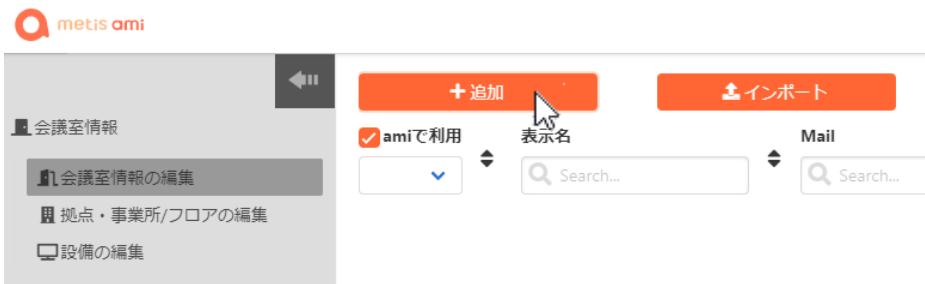 metis ami
会議室情報
会議室情報の編集
拠点・事業所/フロアの編集
設備の編集
追加
インポート
amiで利用
表示名
Mail
Search...
Search...